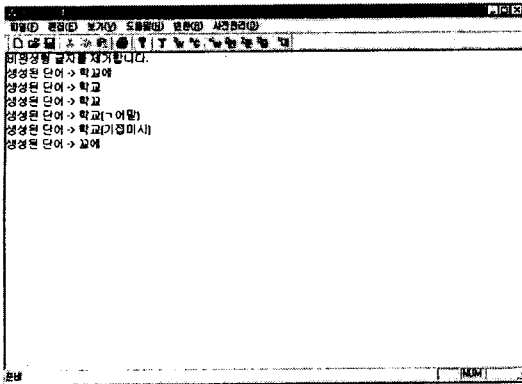 파일(F) 편집(E) 보기(V) 도움말(H) 변환(R) 사전관리(D)
비완성형 글자를 제거합니다.
생성된 단어 -> 학꾜에
생성된 단어 -> 학교
생성된 단어 -> 학꾜
생성된 단어 -> 학교(ㄱ어말)
생성된 단어 -> 학교(기접미사)
생성된 단어 -> 꾜에
준비 NUM